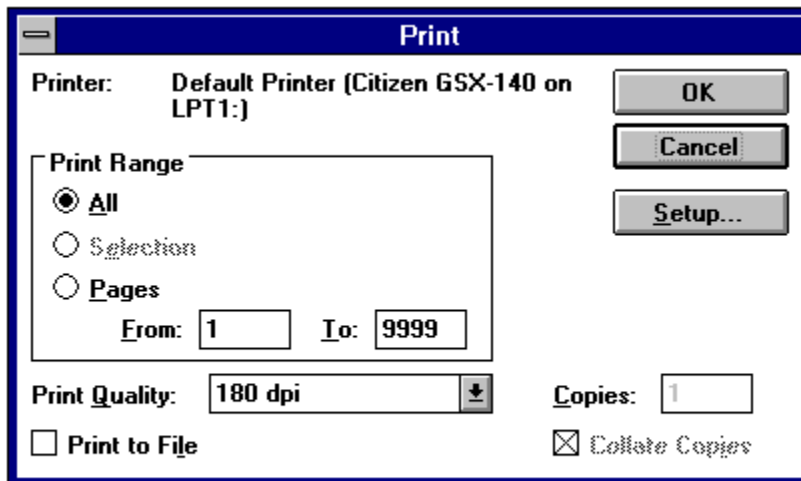 Print
Printer: Default Printer (Citizen GSX-140 on
LPT1:)
OK
Cancel
Setup...
Print Range
All
Selection
Pages
From: 1 To: 9999
Print Quality: 180 dpi
Copies: 1
Print to File
Collate Copies